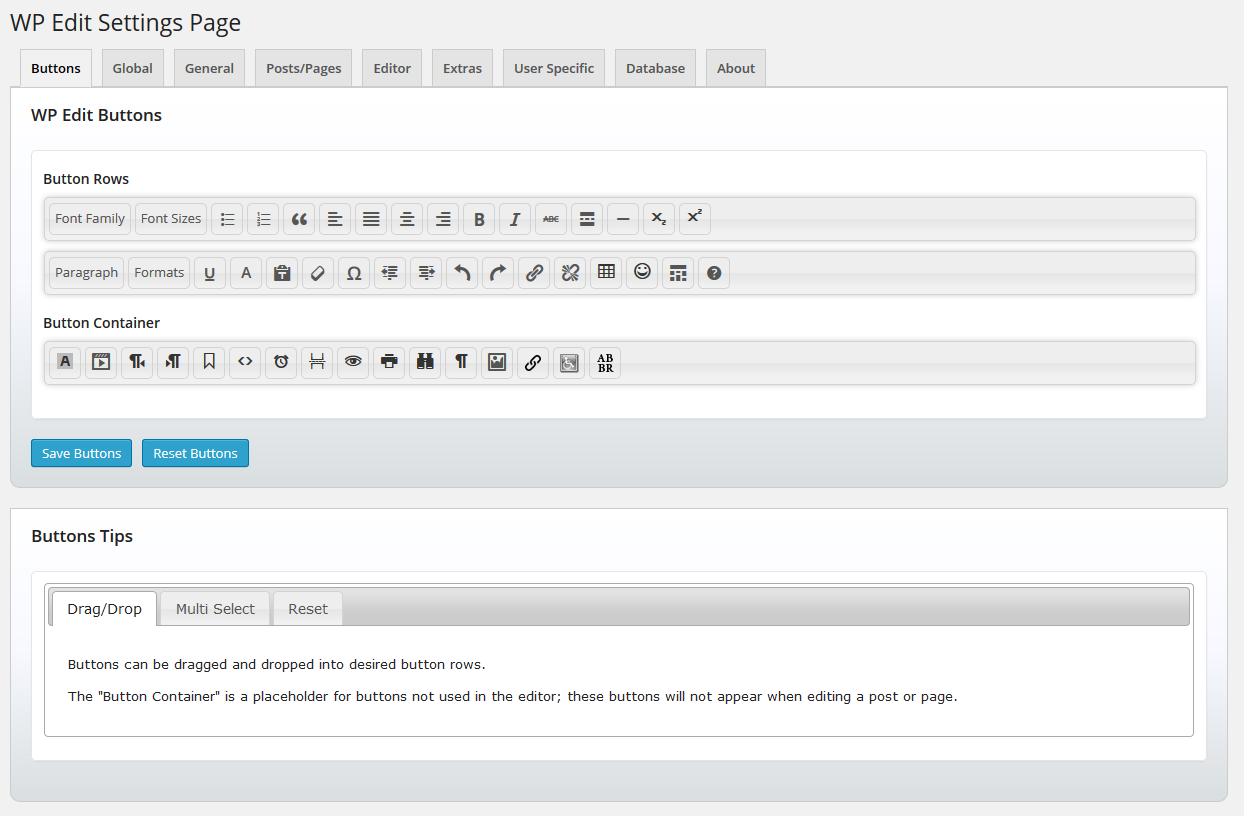 WP Edit Settings Page
Buttons Global General Posts/Pages Editor Extras User Specific Database About
WP Edit Buttons
Button Rows
Font Family Font Sizes B I ABC X₂ X²
Paragraph Formats U A T Ω ?
Button Container
A
AB
BR
Save Buttons Reset Buttons
Buttons Tips
Drag/Drop Multi Select Reset
Buttons can be dragged and dropped into desired button rows.
The "Button Container" is a placeholder for buttons not used in the editor; these buttons will not appear when editing a post or page.